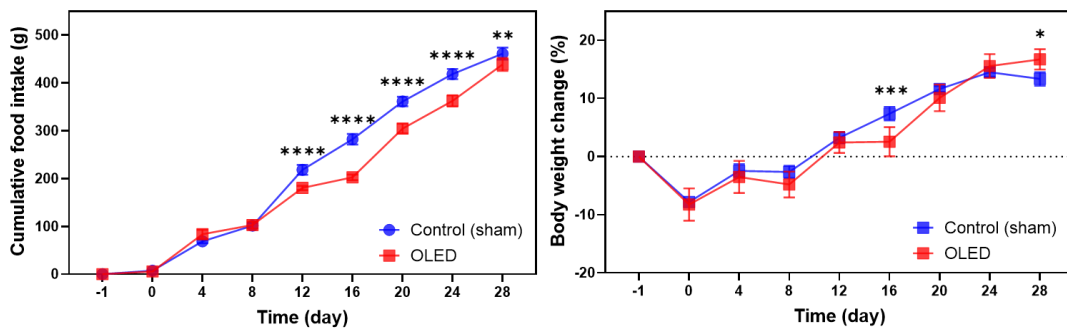 Cumulative food intake (g)
500
400
300
200
100
0
**
****
****
****
****
Control (sham)
OLED
-1 0 4 8 12 16 20 24 28
Time (day)
Body weight change (%)
20
10
0
-10
-20
*
***
Control (sham)
OLED
-1 0 4 8 12 16 20 24 28
Time (day)